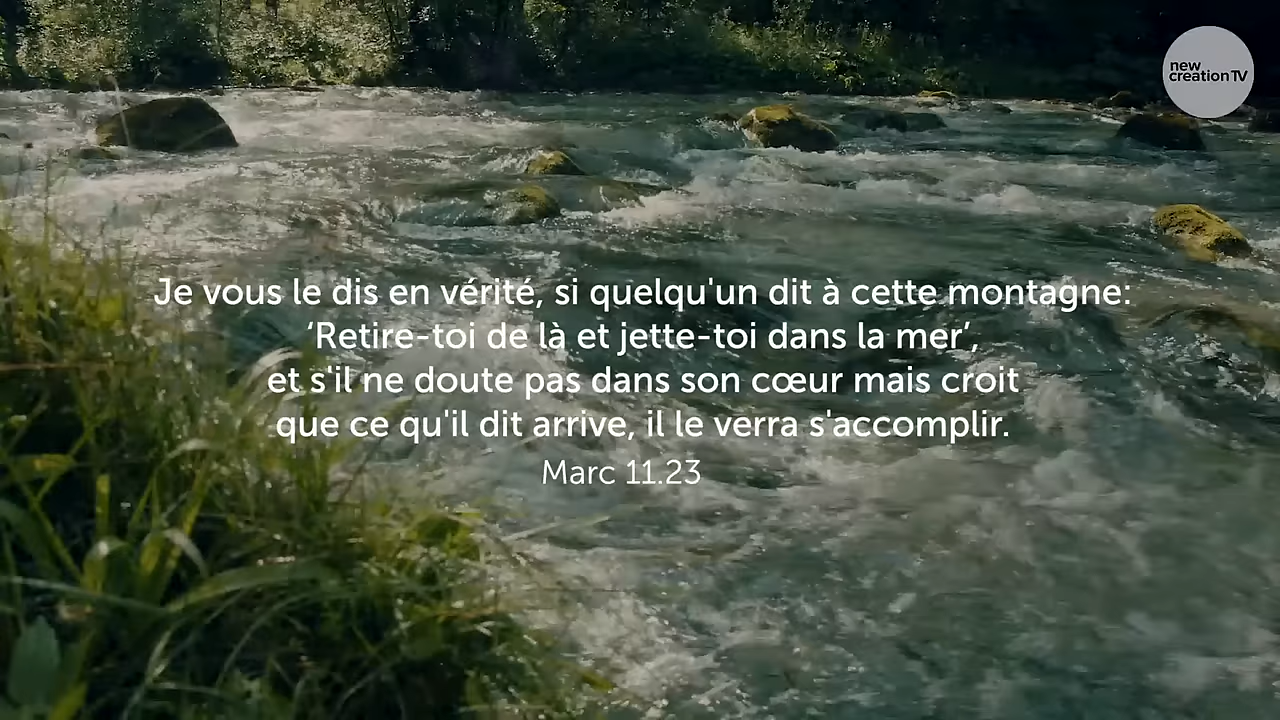 new
creation TV
Je vous le dis en vérité, si quelqu'un dit à cette montagne:
‘Retire-toi de là et jette-toi dans la mer’,
et s'il ne doute pas dans son cœur mais croit
que ce qu'il dit arrive, il le verra s'accomplir.
Marc 11.23